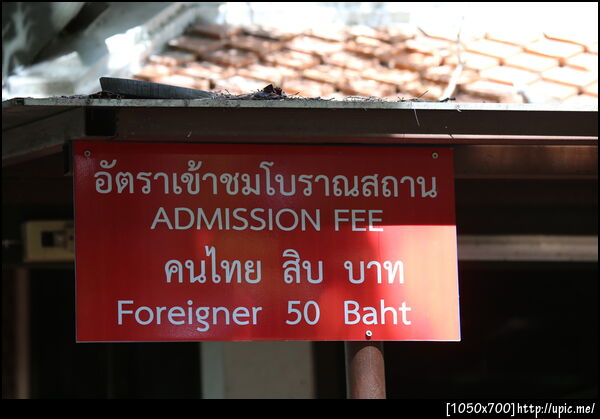 อัตราเข้าชมโบราณสถาน
ADMISSION FEE
คนไทย สิบ บาท
Foreigner 50 Baht
[1050x700]http://upic.me/